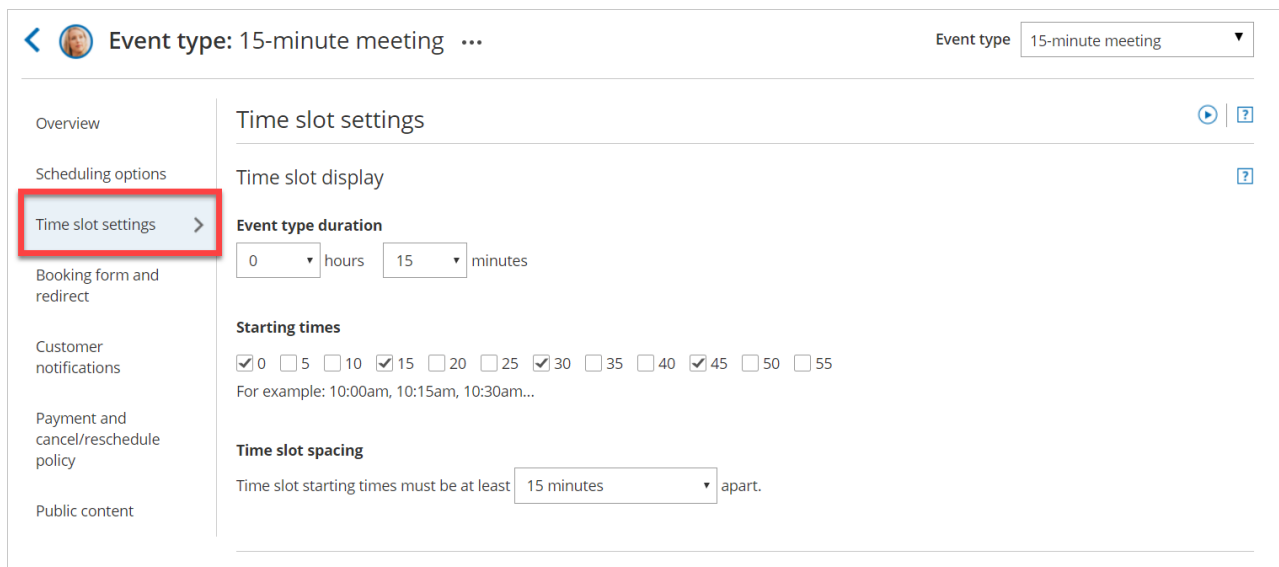 Event type: 15-minute meeting ...
Event type 15-minute meeting
Overview
Scheduling options
Time slot settings
Booking form and
redirect
Customer
notifications
Payment and
cancel/reschedule
policy
Public content
Time slot settings
?
Time slot display
?
Event type duration
0 hours 15 minutes
Starting times
0 5 10 15 20 25 30 35 40 45 50 55
For example: 10:00am, 10:15am, 10:30am...
Time slot spacing
Time slot starting times must be at least 15 minutes apart.